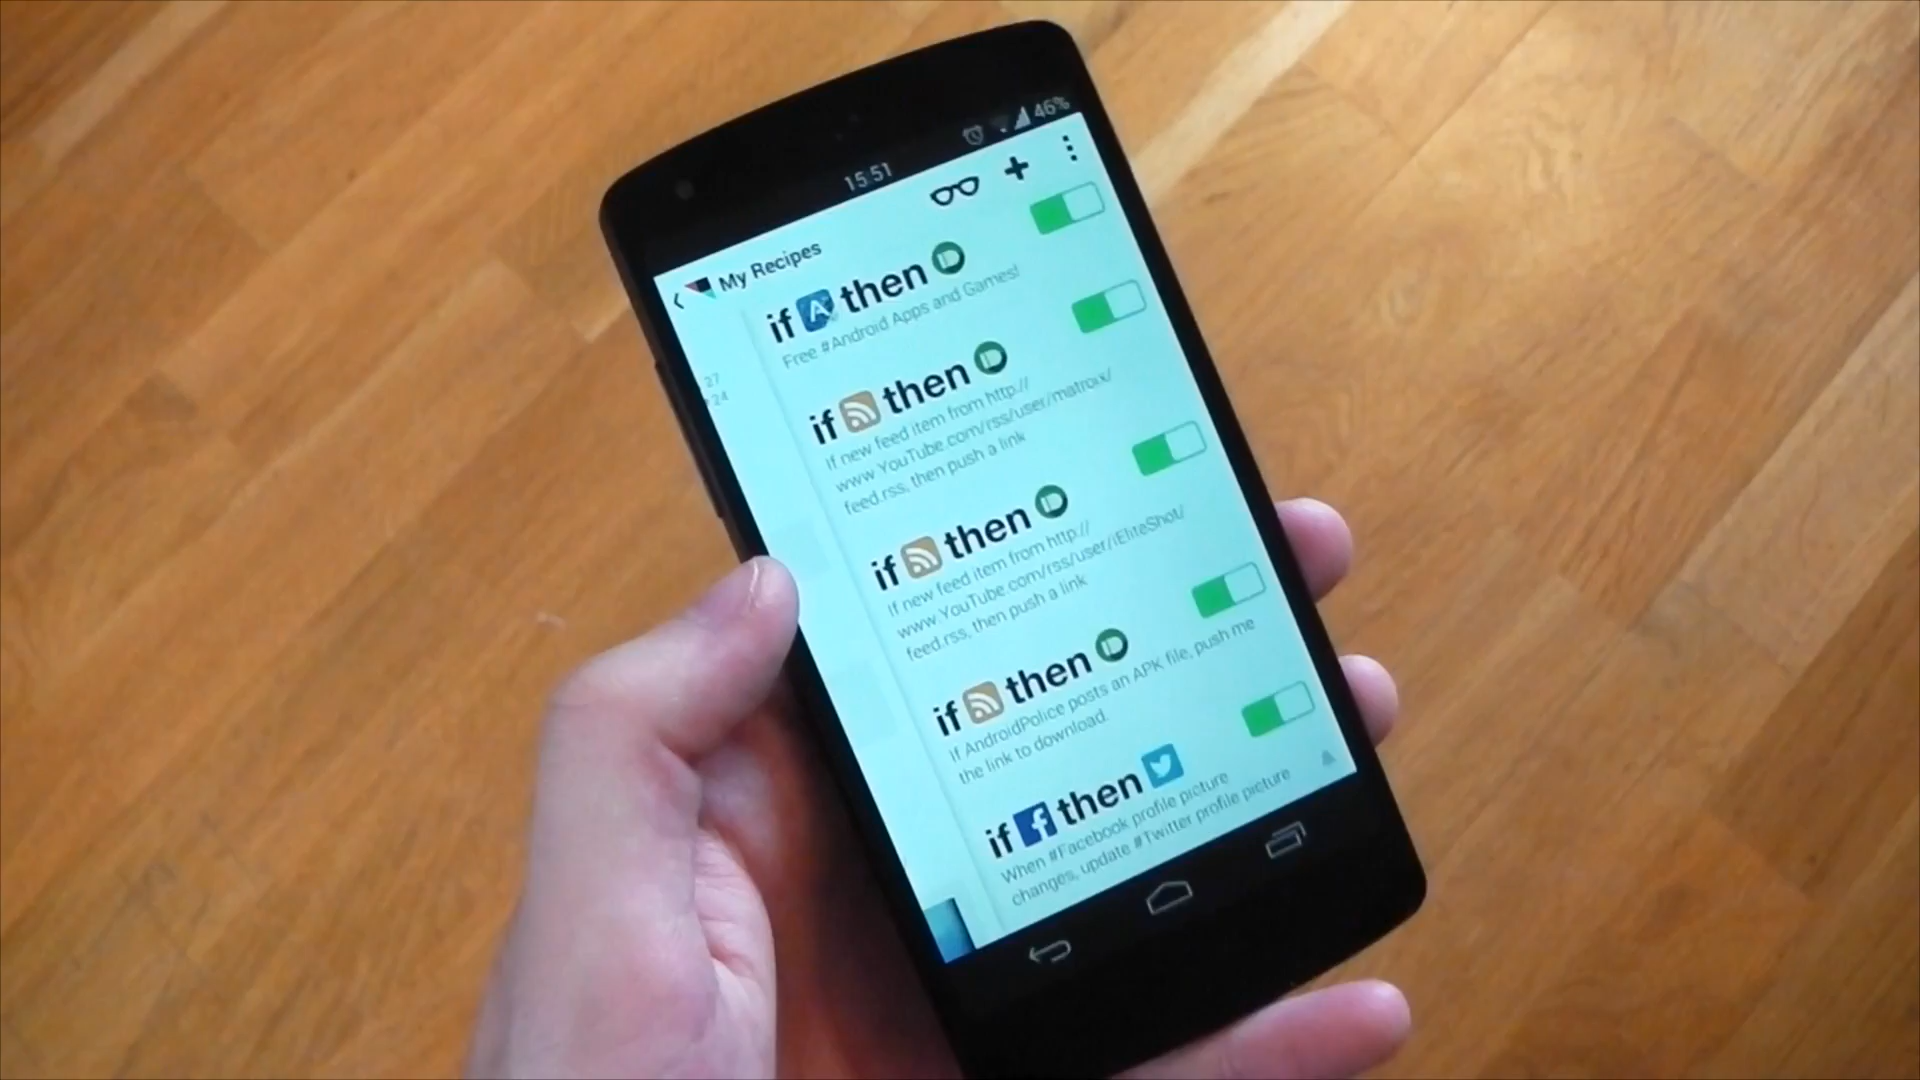 15:51
46%
My Recipes
if then
Free #Android Apps and Games!
27
24
if then
If new feed item from http://
www.YouTube.com/rss/user/matroix/
feed.rss, then push a link
if then
If new feed item from http://
www.YouTube.com/rss/user/iEliteShot/
feed.rss, then push a link
if then
If AndroidPolice posts an APK file, push me
the link to download.
if then
When #Facebook profile picture
changes, update #Twitter profile picture